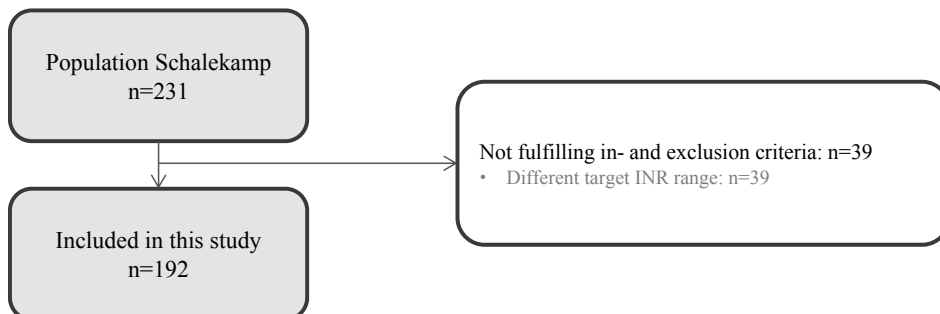 Population Schalekamp
n=231
Not fulfilling in- and exclusion criteria: n=39
• Different target INR range: n=39
Included in this study
n=192